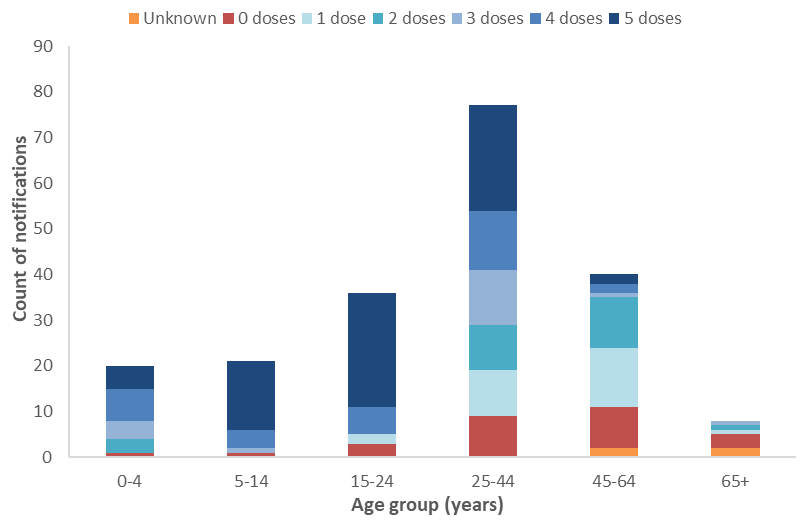 Unknown 0 doses 1 dose 2 doses 3 doses 4 doses 5 doses
Count of notifications
90
80
70
60
50
40
30
20
10
0
0-4 5-14 15-24 25-44 45-64 65+
Age group (years)